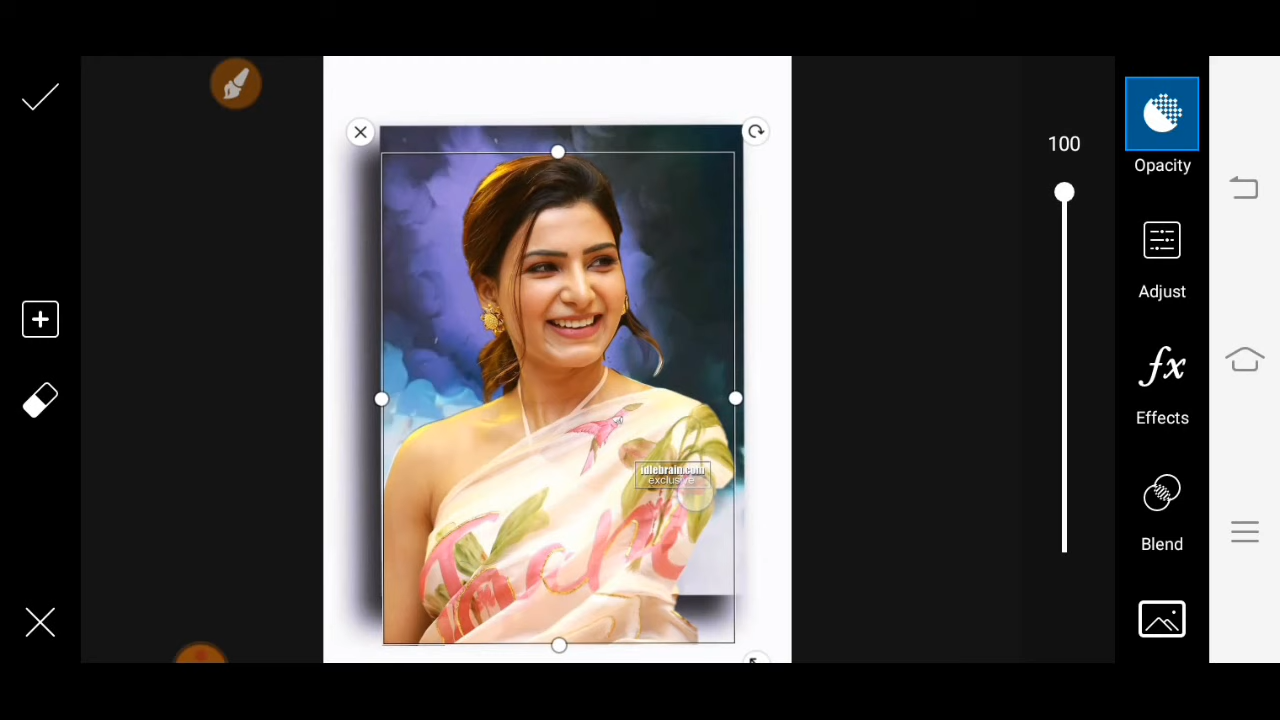 100
Opacity
Adjust
fx
Effects
Blend
idlebrain.com
exclusive